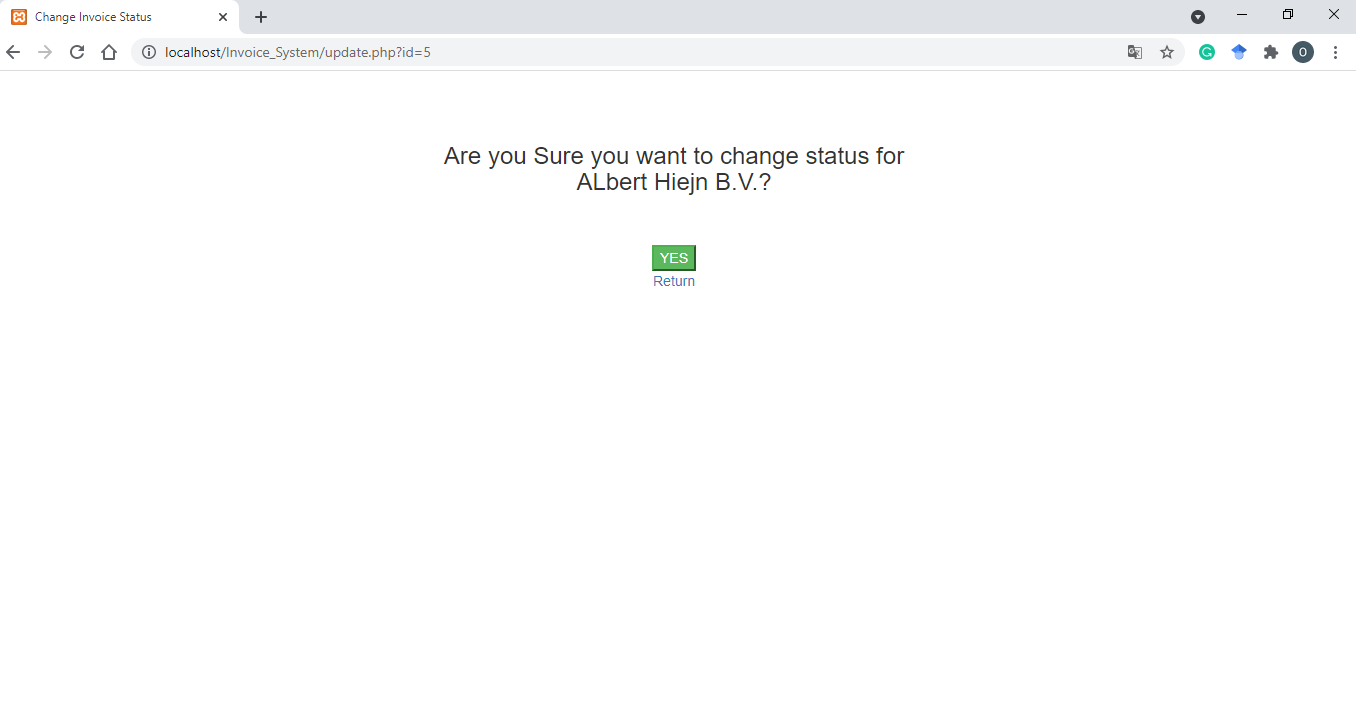 Change Invoice Status
localhost/Invoice_System/update.php?id=5
O
Are you Sure you want to change status for
ALbert Hiejn B.V.?
YES
Return